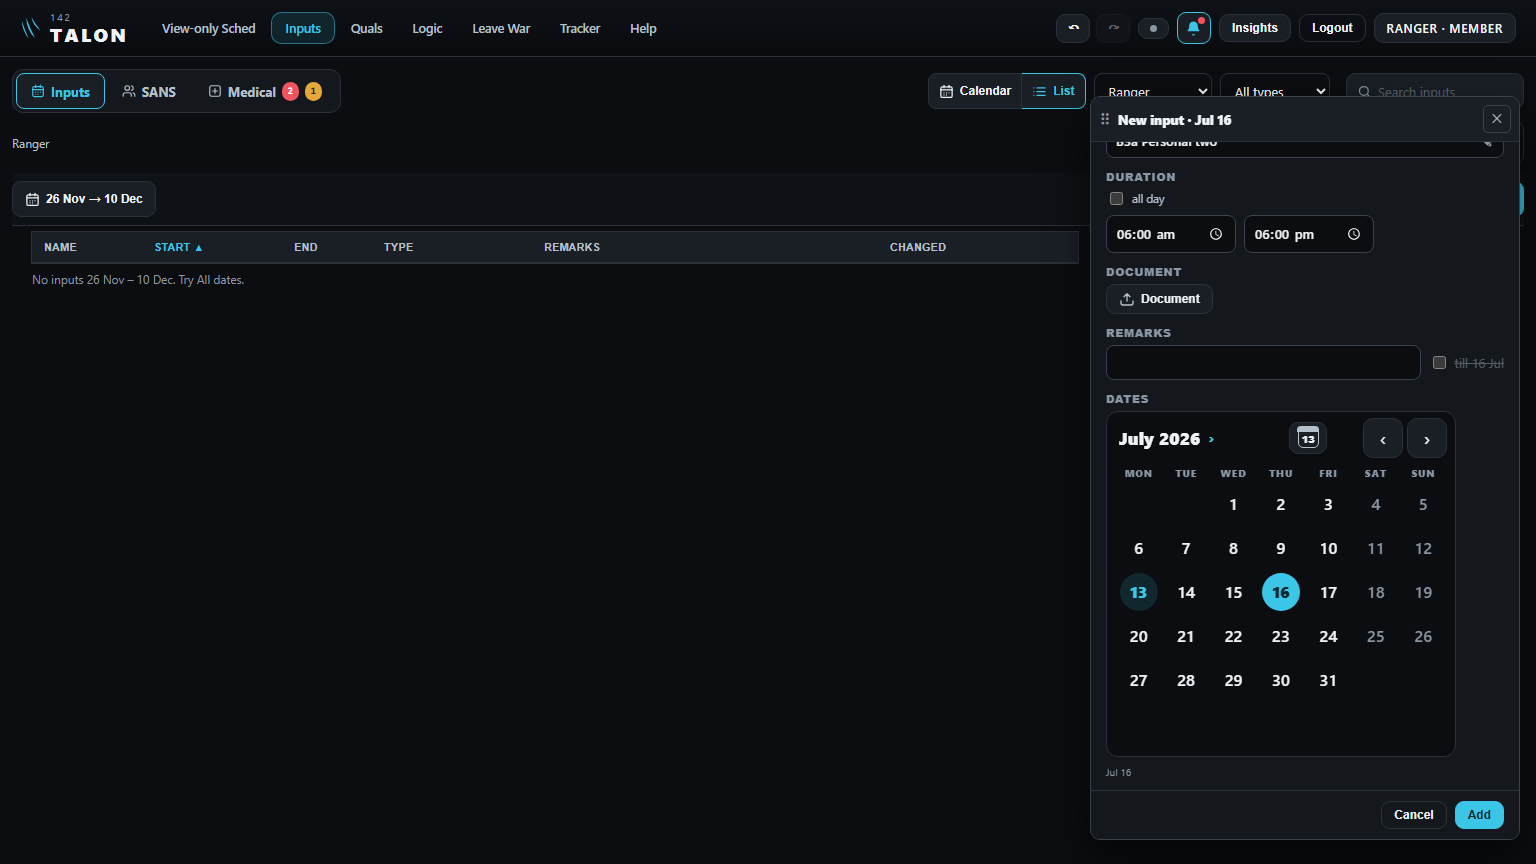 142
TALON
View-only Sched
Inputs
Quals
Logic
Leave War
Tracker
Help
Insights
Logout
RANGER · MEMBER
Inputs
SANS
Medical 2 1
Calendar
List
Ranger
All types
Search inputs
Ranger
26 Nov → 10 Dec
NAME
START ▲
END
TYPE
REMARKS
CHANGED
No inputs 26 Nov – 10 Dec. Try All dates.
New input · Jul 16
Personal two
DURATION
all day
06:00 am
06:00 pm
DOCUMENT
Document
REMARKS
till 16 Jul
DATES
July 2026 ›
13
‹
›
MON TUE WED THU FRI SAT SUN
1 2 3 4 5
6 7 8 9 10 11 12
13 14 15 16 17 18 19
20 21 22 23 24 25 26
27 28 29 30 31
Jul 16
Cancel
Add